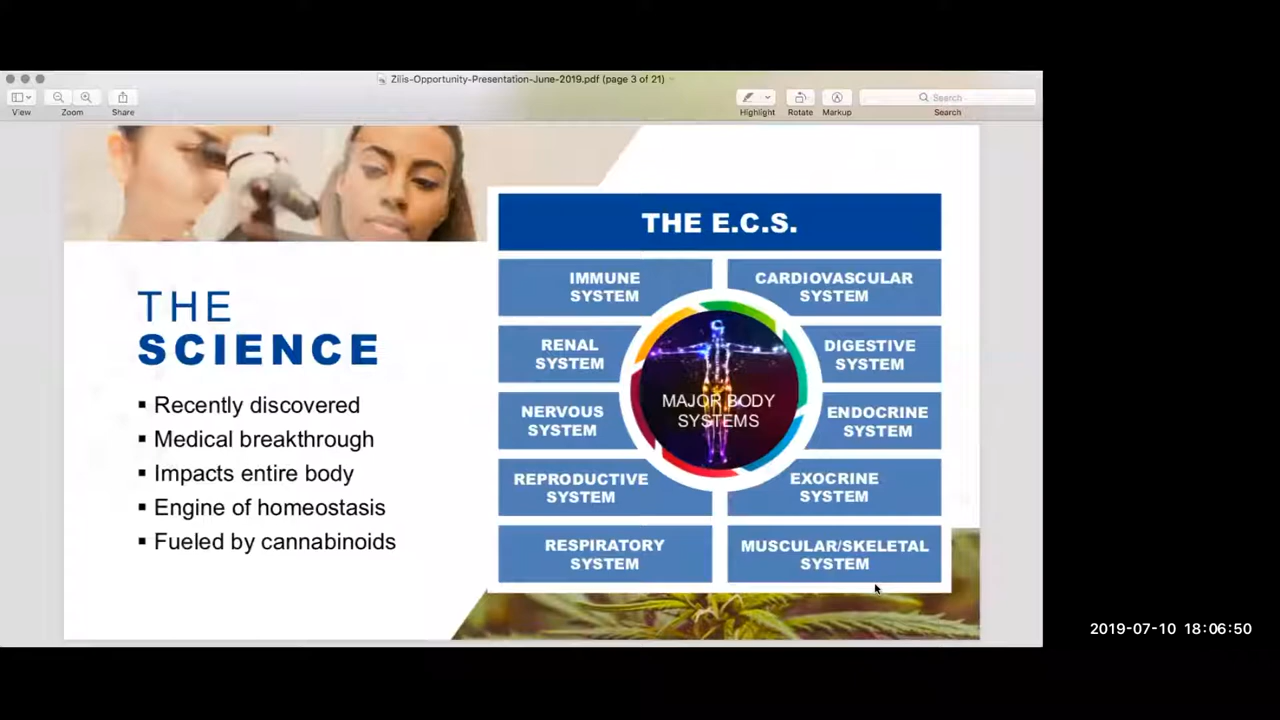 Zilis-Opportunity-Presentation-June-2019.pdf (page 3 of 21)
View
Zoom
Share
Highlight
Rotate
Markup
Search
Search
THE
SCIENCE
▪ Recently discovered
▪ Medical breakthrough
▪ Impacts entire body
▪ Engine of homeostasis
▪ Fueled by cannabinoids
THE E.C.S.
IMMUNE
SYSTEM
CARDIOVASCULAR
SYSTEM
RENAL
SYSTEM
DIGESTIVE
SYSTEM
NERVOUS
SYSTEM
MAJOR BODY
SYSTEMS
ENDOCRINE
SYSTEM
REPRODUCTIVE
SYSTEM
EXOCRINE
SYSTEM
RESPIRATORY
SYSTEM
MUSCULAR/SKELETAL
SYSTEM
2019-07-10 18:06:50